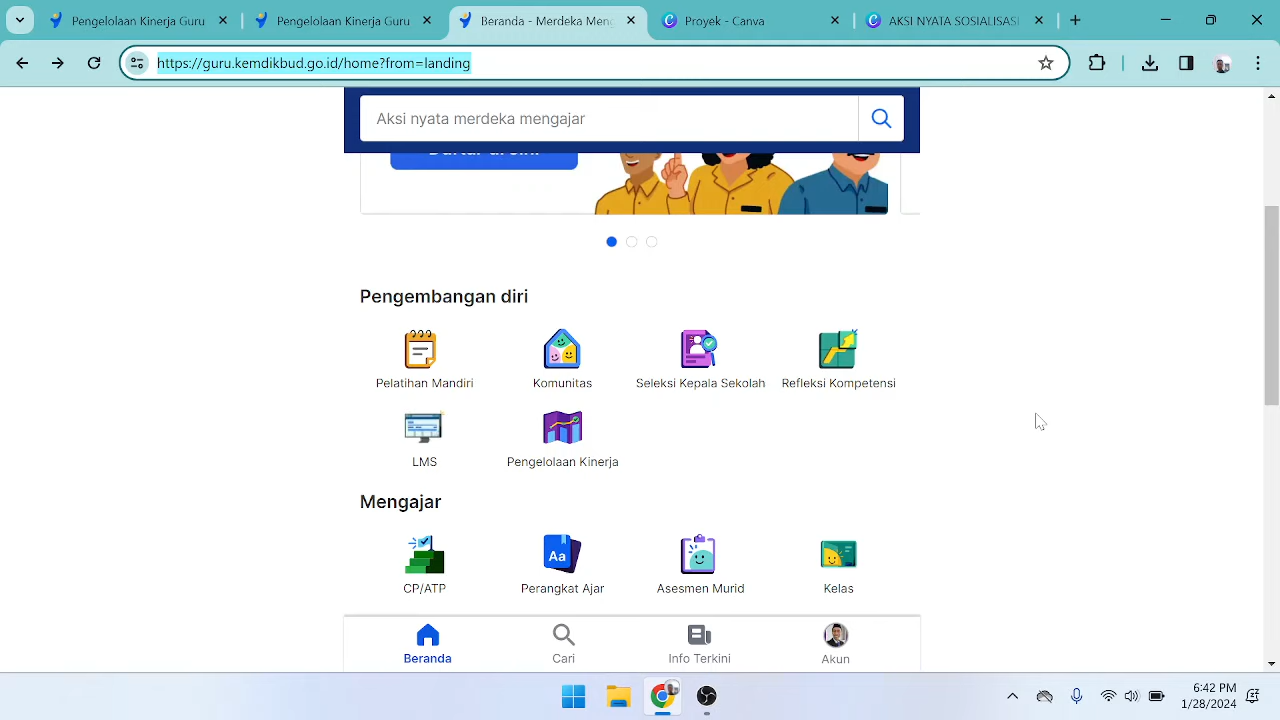 Pengelolaan Kinerja Guru
Pengelolaan Kinerja Guru
Beranda - Merdeka Meng
Proyek - Canva
AKSI NYATA SOSIALISASI
https://guru.kemdikbud.go.id/home?from=landing
Aksi nyata merdeka mengajar
Pengembangan diri
Pelatihan Mandiri
Komunitas
Seleksi Kepala Sekolah
Refleksi Kompetensi
LMS
Pengelolaan Kinerja
Mengajar
Aa
CP/ATP
Perangkat Ajar
Asesmen Murid
Kelas
Beranda
Cari
Info Terkini
Akun
6:42 PM
1/28/2024